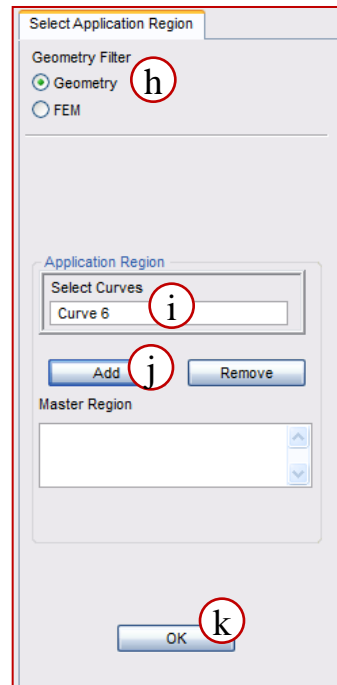 Select Application Region
Geometry Filter
Geometry h
FEM
Application Region
Select Curves
Curve 6 i
Add j Remove
Master Region
OK k